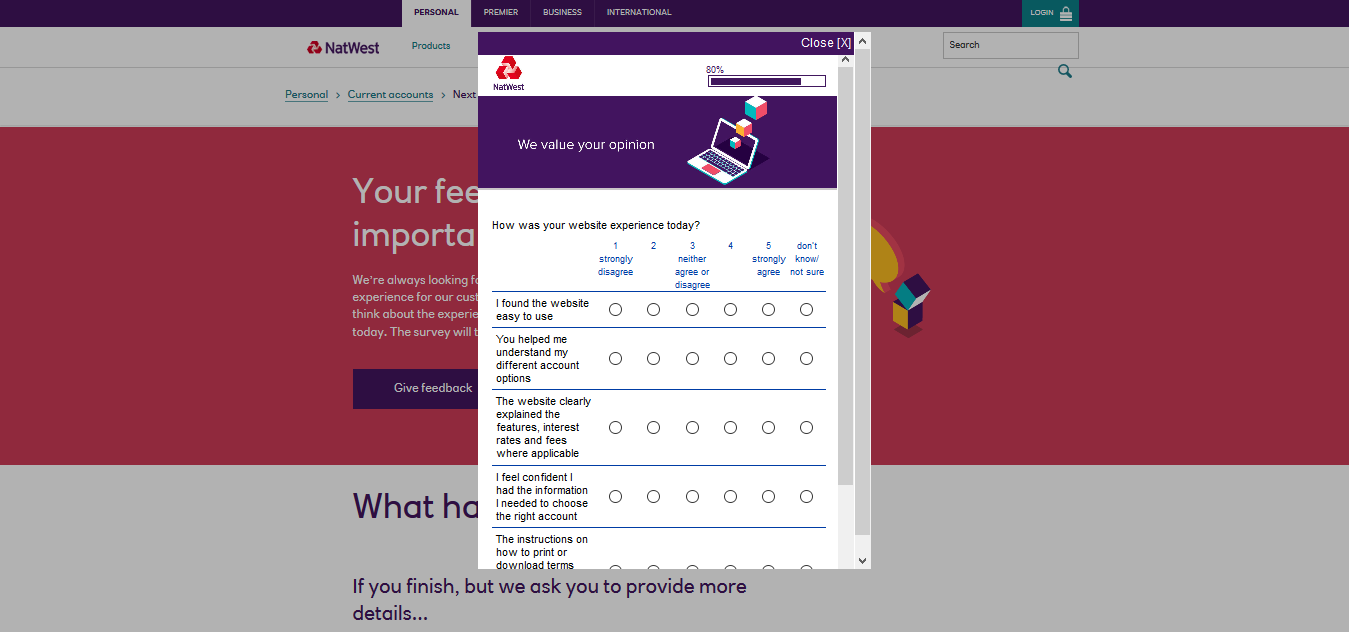 PERSONAL PREMIER BUSINESS INTERNATIONAL LOGIN
NatWest Products Search
Personal > Current accounts > Next
Your fee
importa
We're always looking fo
experience for our cust
think about the experie
today. The survey will t
Give feedback
What ha
If you finish, but we ask you to provide more
details...
Close [X]
NatWest
80%
We value your opinion
How was your website experience today?
1 2 3 4 5 don't
strongly neither strongly know/
disagree agree or agree not sure
disagree
I found the website
easy to use
You helped me
understand my
different account
options
The website clearly
explained the
features, interest
rates and fees
where applicable
I feel confident I
had the information
I needed to choose
the right account
The instructions on
how to print or
download terms